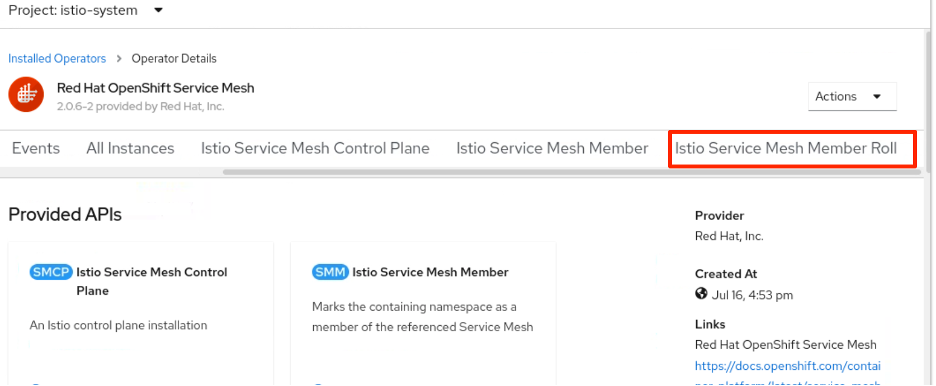 Project: istio-system
Installed Operators > Operator Details
Red Hat OpenShift Service Mesh
2.0.6-2 provided by Red Hat, Inc.
Actions
Events All Instances Istio Service Mesh Control Plane Istio Service Mesh Member Istio Service Mesh Member Roll
Provided APIs
SMCP Istio Service Mesh Control
Plane
An Istio control plane installation
SMM Istio Service Mesh Member
Marks the containing namespace as a
member of the referenced Service Mesh
Provider
Red Hat, Inc.
Created At
Jul 16, 4:53 pm
Links
Red Hat OpenShift Service Mesh
https://docs.openshift.com/contai